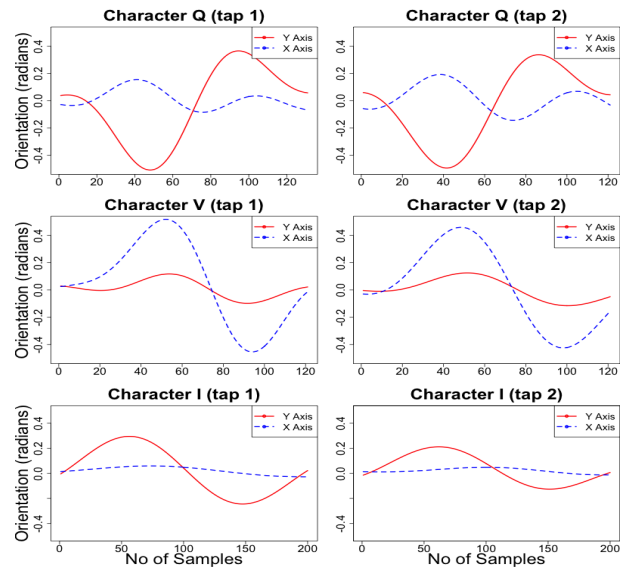 Character Q (tap 1)
Orientation (radians)
-0.4 -0.2 0.0 0.2 0.4
0 20 40 60 80 100 120
Y Axis
X Axis
Character Q (tap 2)
-0.4 -0.2 0.0 0.2 0.4
0 20 40 60 80 100 120
Y Axis
X Axis
Character V (tap 1)
Orientation (radians)
-0.4 -0.2 0.0 0.2 0.4
0 20 40 60 80 100 120
Y Axis
X Axis
Character V (tap 2)
-0.4 -0.2 0.0 0.2 0.4
0 20 40 60 80 100 120
Y Axis
X Axis
Character I (tap 1)
Orientation (radians)
-0.4 0.0 0.2 0.4
0 50 100 150 200
No of Samples
Y Axis
X Axis
Character I (tap 2)
-0.4 0.0 0.2 0.4
0 50 100 150 200
No of Samples
Y Axis
X Axis